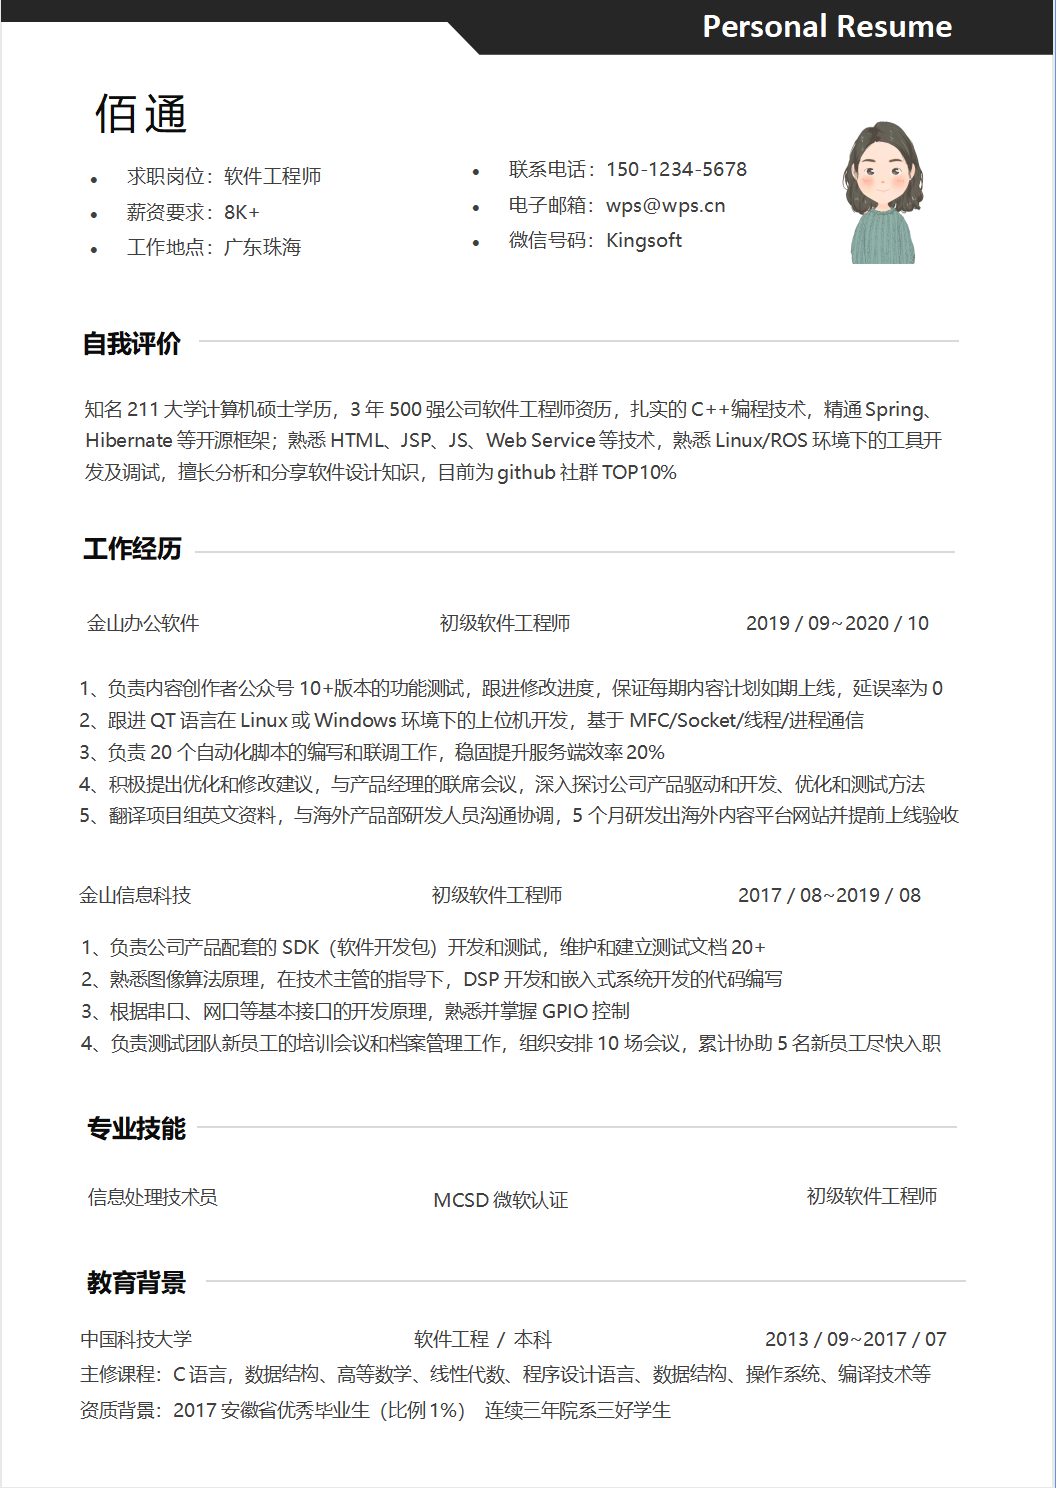 Personal Resume
佰通
• 求职岗位：软件工程师
• 薪资要求：8K+
• 工作地点：广东珠海
• 联系电话：150-1234-5678
• 电子邮箱：wps@wps.cn
• 微信号码：Kingsoft
自我评价
知名 211 大学计算机硕士学历，3 年 500 强公司软件工程师资历，扎实的 C++编程技术，精通 Spring、
Hibernate 等开源框架；熟悉 HTML、JSP、JS、Web Service 等技术，熟悉 Linux/ROS 环境下的工具开
发及调试，擅长分析和分享软件设计知识，目前为 github 社群 TOP10%
工作经历
金山办公软件 初级软件工程师 2019 / 09~2020 / 10
1、负责内容创作者公众号 10+版本的功能测试，跟进修改进度，保证每期内容计划如期上线，延误率为 0
2、跟进 QT 语言在 Linux 或 Windows 环境下的上位机开发，基于 MFC/Socket/线程/进程通信
3、负责 20 个自动化脚本的编写和联调工作，稳固提升服务端效率 20%
4、积极提出优化和修改建议，与产品经理的联席会议，深入探讨公司产品驱动和开发、优化和测试方法
5、翻译项目组英文资料，与海外产品部研发人员沟通协调，5 个月研发出海外内容平台网站并提前上线验收
金山信息科技 初级软件工程师 2017 / 08~2019 / 08
1、负责公司产品配套的 SDK（软件开发包）开发和测试，维护和建立测试文档 20+
2、熟悉图像算法原理，在技术主管的指导下，DSP 开发和嵌入式系统开发的代码编写
3、根据串口、网口等基本接口的开发原理，熟悉并掌握 GPIO 控制
4、负责测试团队新员工的培训会议和档案管理工作，组织安排 10 场会议，累计协助 5 名新员工尽快入职
专业技能
信息处理技术员 MCSD 微软认证 初级软件工程师
教育背景
中国科技大学 软件工程 / 本科 2013 / 09~2017 / 07
主修课程：C 语言，数据结构、高等数学、线性代数、程序设计语言、数据结构、操作系统、编译技术等
资质背景：2017 安徽省优秀毕业生（比例 1%） 连续三年院系三好学生